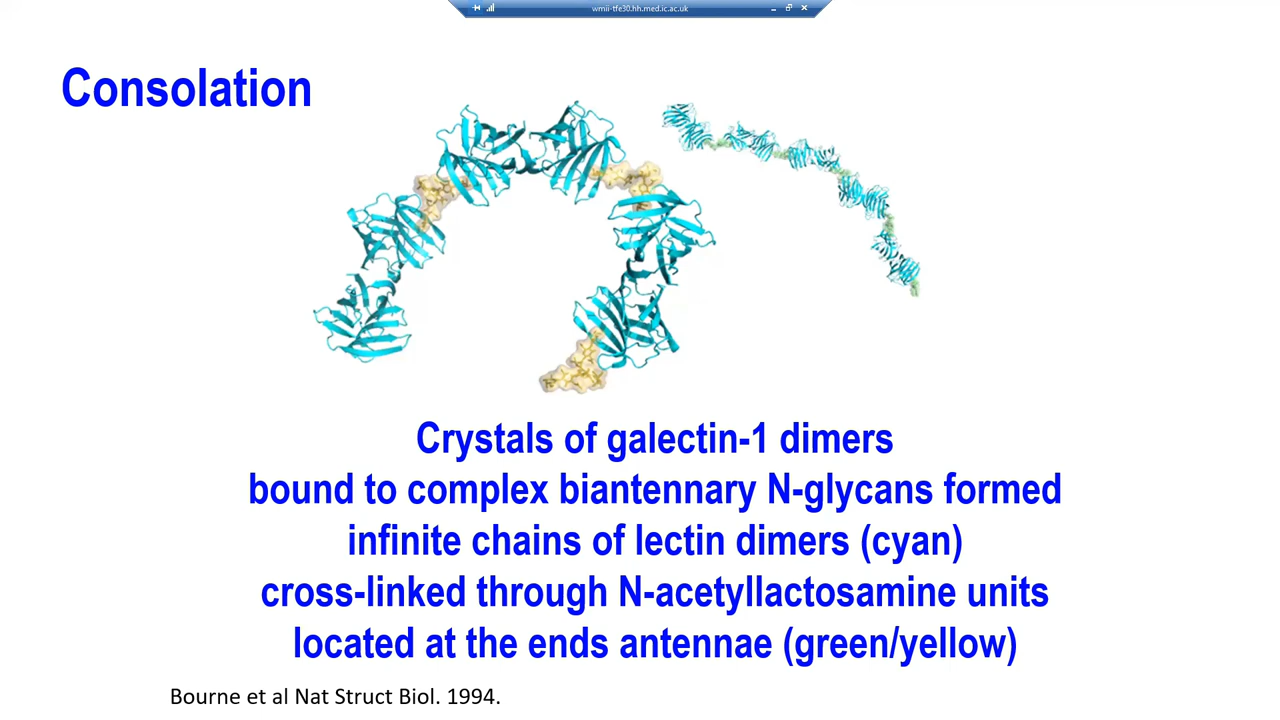 wmii-tfe30.hh.med.ic.ac.uk
Consolation
Crystals of galectin-1 dimers
bound to complex biantennary N-glycans formed
infinite chains of lectin dimers (cyan)
cross-linked through N-acetyllactosamine units
located at the ends antennae (green/yellow)
Bourne et al Nat Struct Biol. 1994.